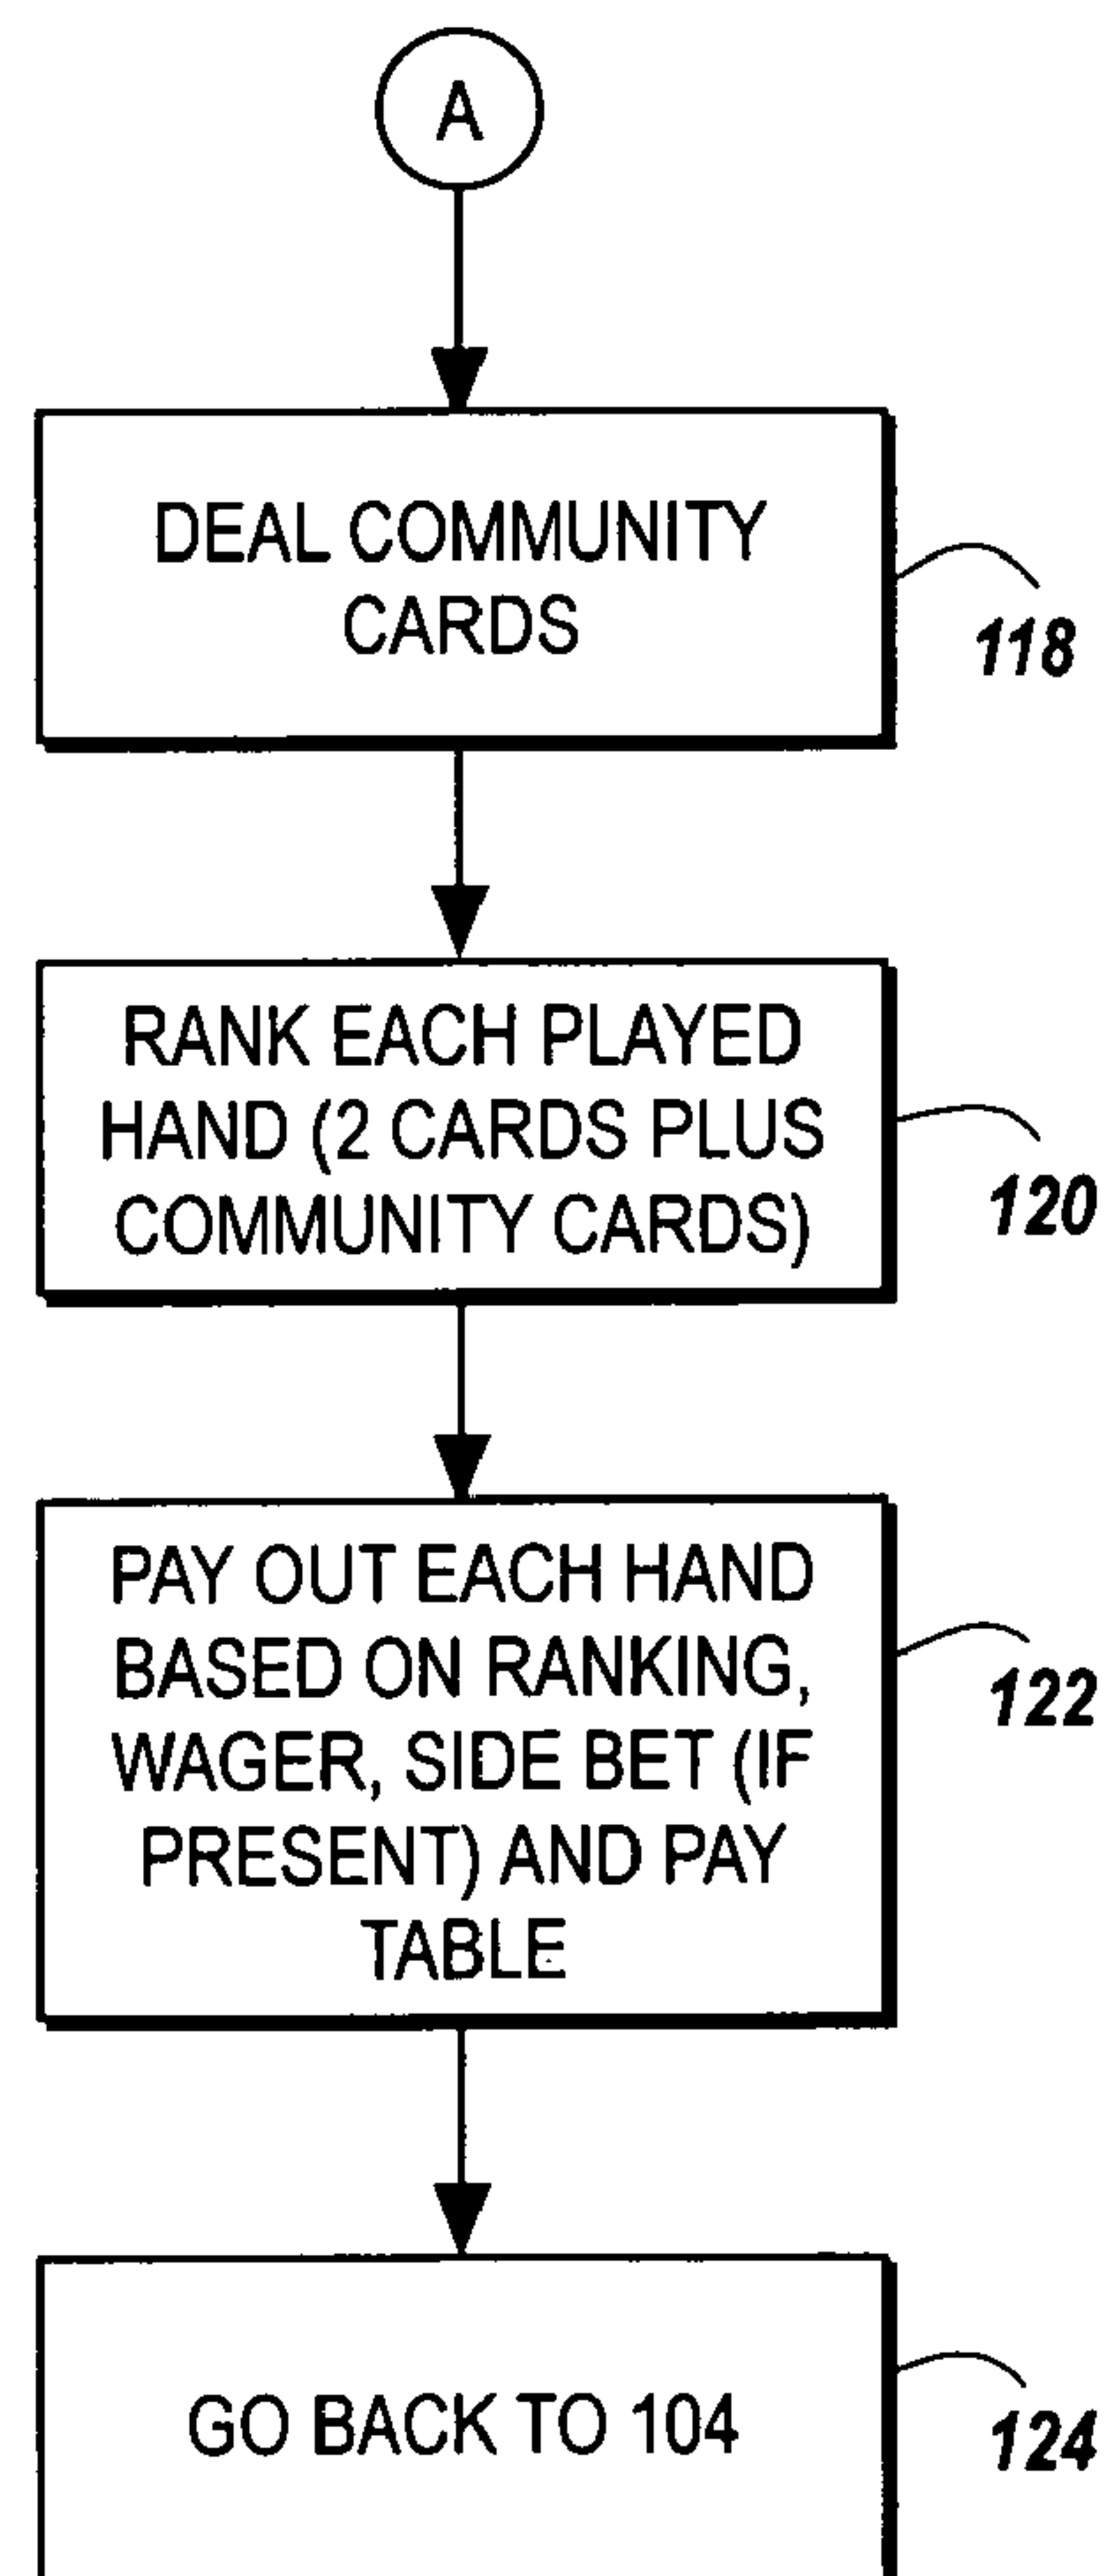 A
DEAL COMMUNITY
CARDS
118
RANK EACH PLAYED
HAND (2 CARDS PLUS
COMMUNITY CARDS)
120
PAY OUT EACH HAND
BASED ON RANKING,
WAGER, SIDE BET (IF
PRESENT) AND PAY
TABLE
122
GO BACK TO 104
124